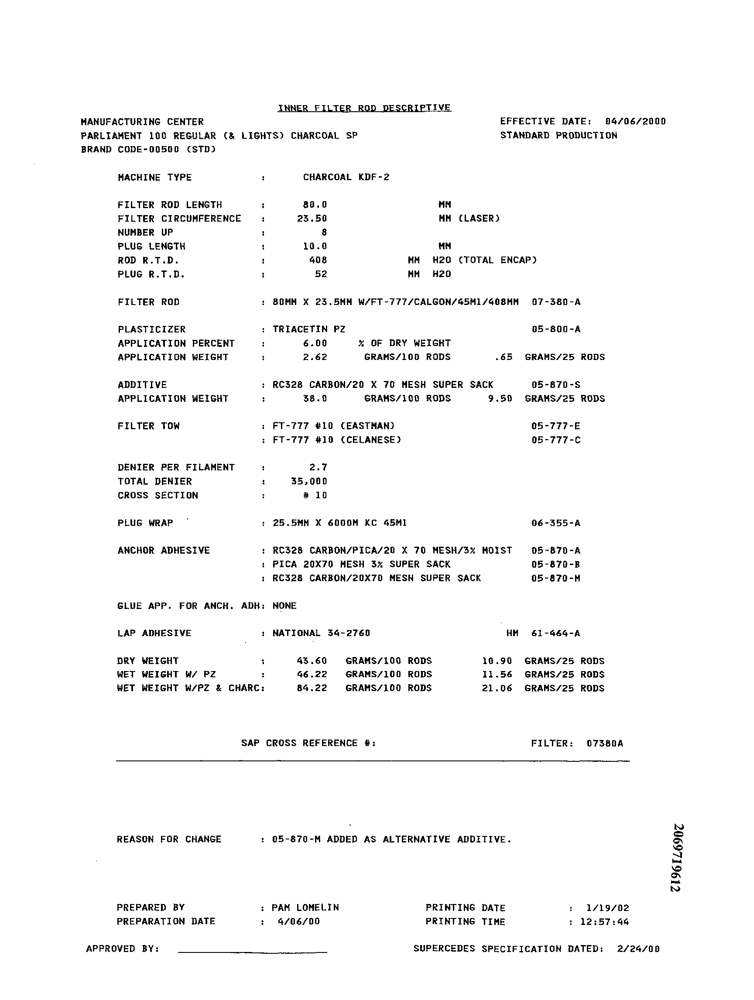 INNER FILTER ROD DESCRIPTIVE
MANUFACTURING CENTER EFFECTIVE DATE: 04/06/2000
PARLIAMENT 100 REGULAR (& LIGHTS) CHARCOAL SP STANDARD PRODUCTION
BRAND CODE-00500 (STD)
MACHINE TYPE : CHARCOAL KDF-2
FILTER ROD LENGTH : 80.0 MM
FILTER CIRCUMFERENCE : 23.50 MM (LASER)
NUMBER UP : 8
PLUG LENGTH : 10.0 MM
ROD R.T.D. : 408 MM H2O (TOTAL ENCAP)
PLUG R.T.D. : 52 MM H2O
FILTER ROD : 80MM X 23.5MM W/FT-777/CALGON/45M1/408MM 07-380-A
PLASTICIZER : TRIACETIN PZ 05-800-A
APPLICATION PERCENT : 6.00 % OF DRY WEIGHT
APPLICATION WEIGHT : 2.62 GRAMS/100 RODS .65 GRAMS/25 RODS
ADDITIVE : RC328 CARBON/20 X 70 MESH SUPER SACK 05-870-S
APPLICATION WEIGHT : 38.0 GRAMS/100 RODS 9.50 GRAMS/25 RODS
FILTER TOW : FT-777 #10 (EASTMAN) 05-777-E
: FT-777 #10 (CELANESE) 05-777-C
DENIER PER FILAMENT : 2.7
TOTAL DENIER : 35,000
CROSS SECTION : # 10
PLUG WRAP : 25.5MM X 6000M KC 45M1 06-355-A
ANCHOR ADHESIVE : RC328 CARBON/PICA/20 X 70 MESH/3% MOIST 05-870-A
: PICA 20X70 MESH 3% SUPER SACK 05-870-B
: RC328 CARBON/20X70 MESH SUPER SACK 05-870-M
GLUE APP. FOR ANCH. ADH: NONE
LAP ADHESIVE : NATIONAL 34-2760 HM 61-464-A
DRY WEIGHT : 43.60 GRAMS/100 RODS 10.90 GRAMS/25 RODS
WET WEIGHT W/ PZ : 46.22 GRAMS/100 RODS 11.56 GRAMS/25 RODS
WET WEIGHT W/PZ & CHARC: 84.22 GRAMS/100 RODS 21.06 GRAMS/25 RODS
SAP CROSS REFERENCE #: FILTER: 07380A
REASON FOR CHANGE : 05-870-M ADDED AS ALTERNATIVE ADDITIVE.
2069719612
PREPARED BY : PAM LOMELIN PRINTING DATE : 1/19/02
PREPARATION DATE : 4/06/00 PRINTING TIME : 12:57:44
APPROVED BY: SUPERCEDES SPECIFICATION DATED: 2/24/00